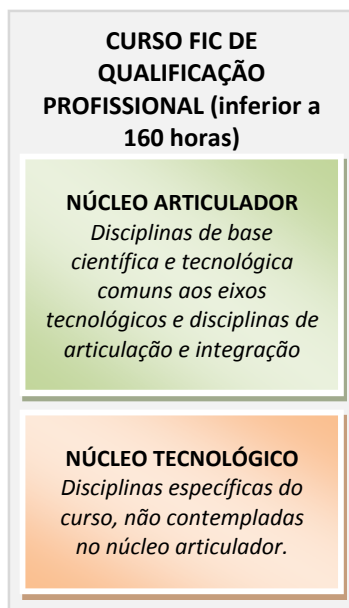 CURSO FIC DE
QUALIFICAÇÃO
PROFISSIONAL (inferior a
160 horas)
NÚCLEO ARTICULADOR
Disciplinas de base
científica e tecnológica
comuns aos eixos
tecnológicos e disciplinas de
articulação e integração
NÚCLEO TECNOLÓGICO
Disciplinas específicas do
curso, não contempladas
no núcleo articulador.